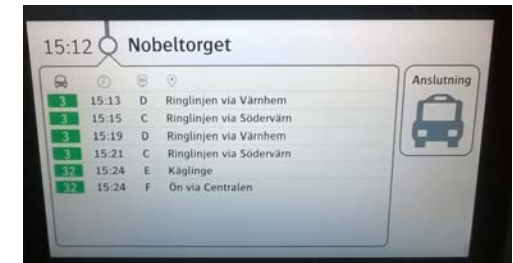 15:12 Nobeltorget
Anslutning
3 15:13 D Ringlinjen via Värnhem
3 15:15 C Ringlinjen via Södervärn
3 15:19 D Ringlinjen via Värnhem
3 15:21 C Ringlinjen via Södervärn
32 15:24 E Käglinge
32 15:24 F Ön via Centralen